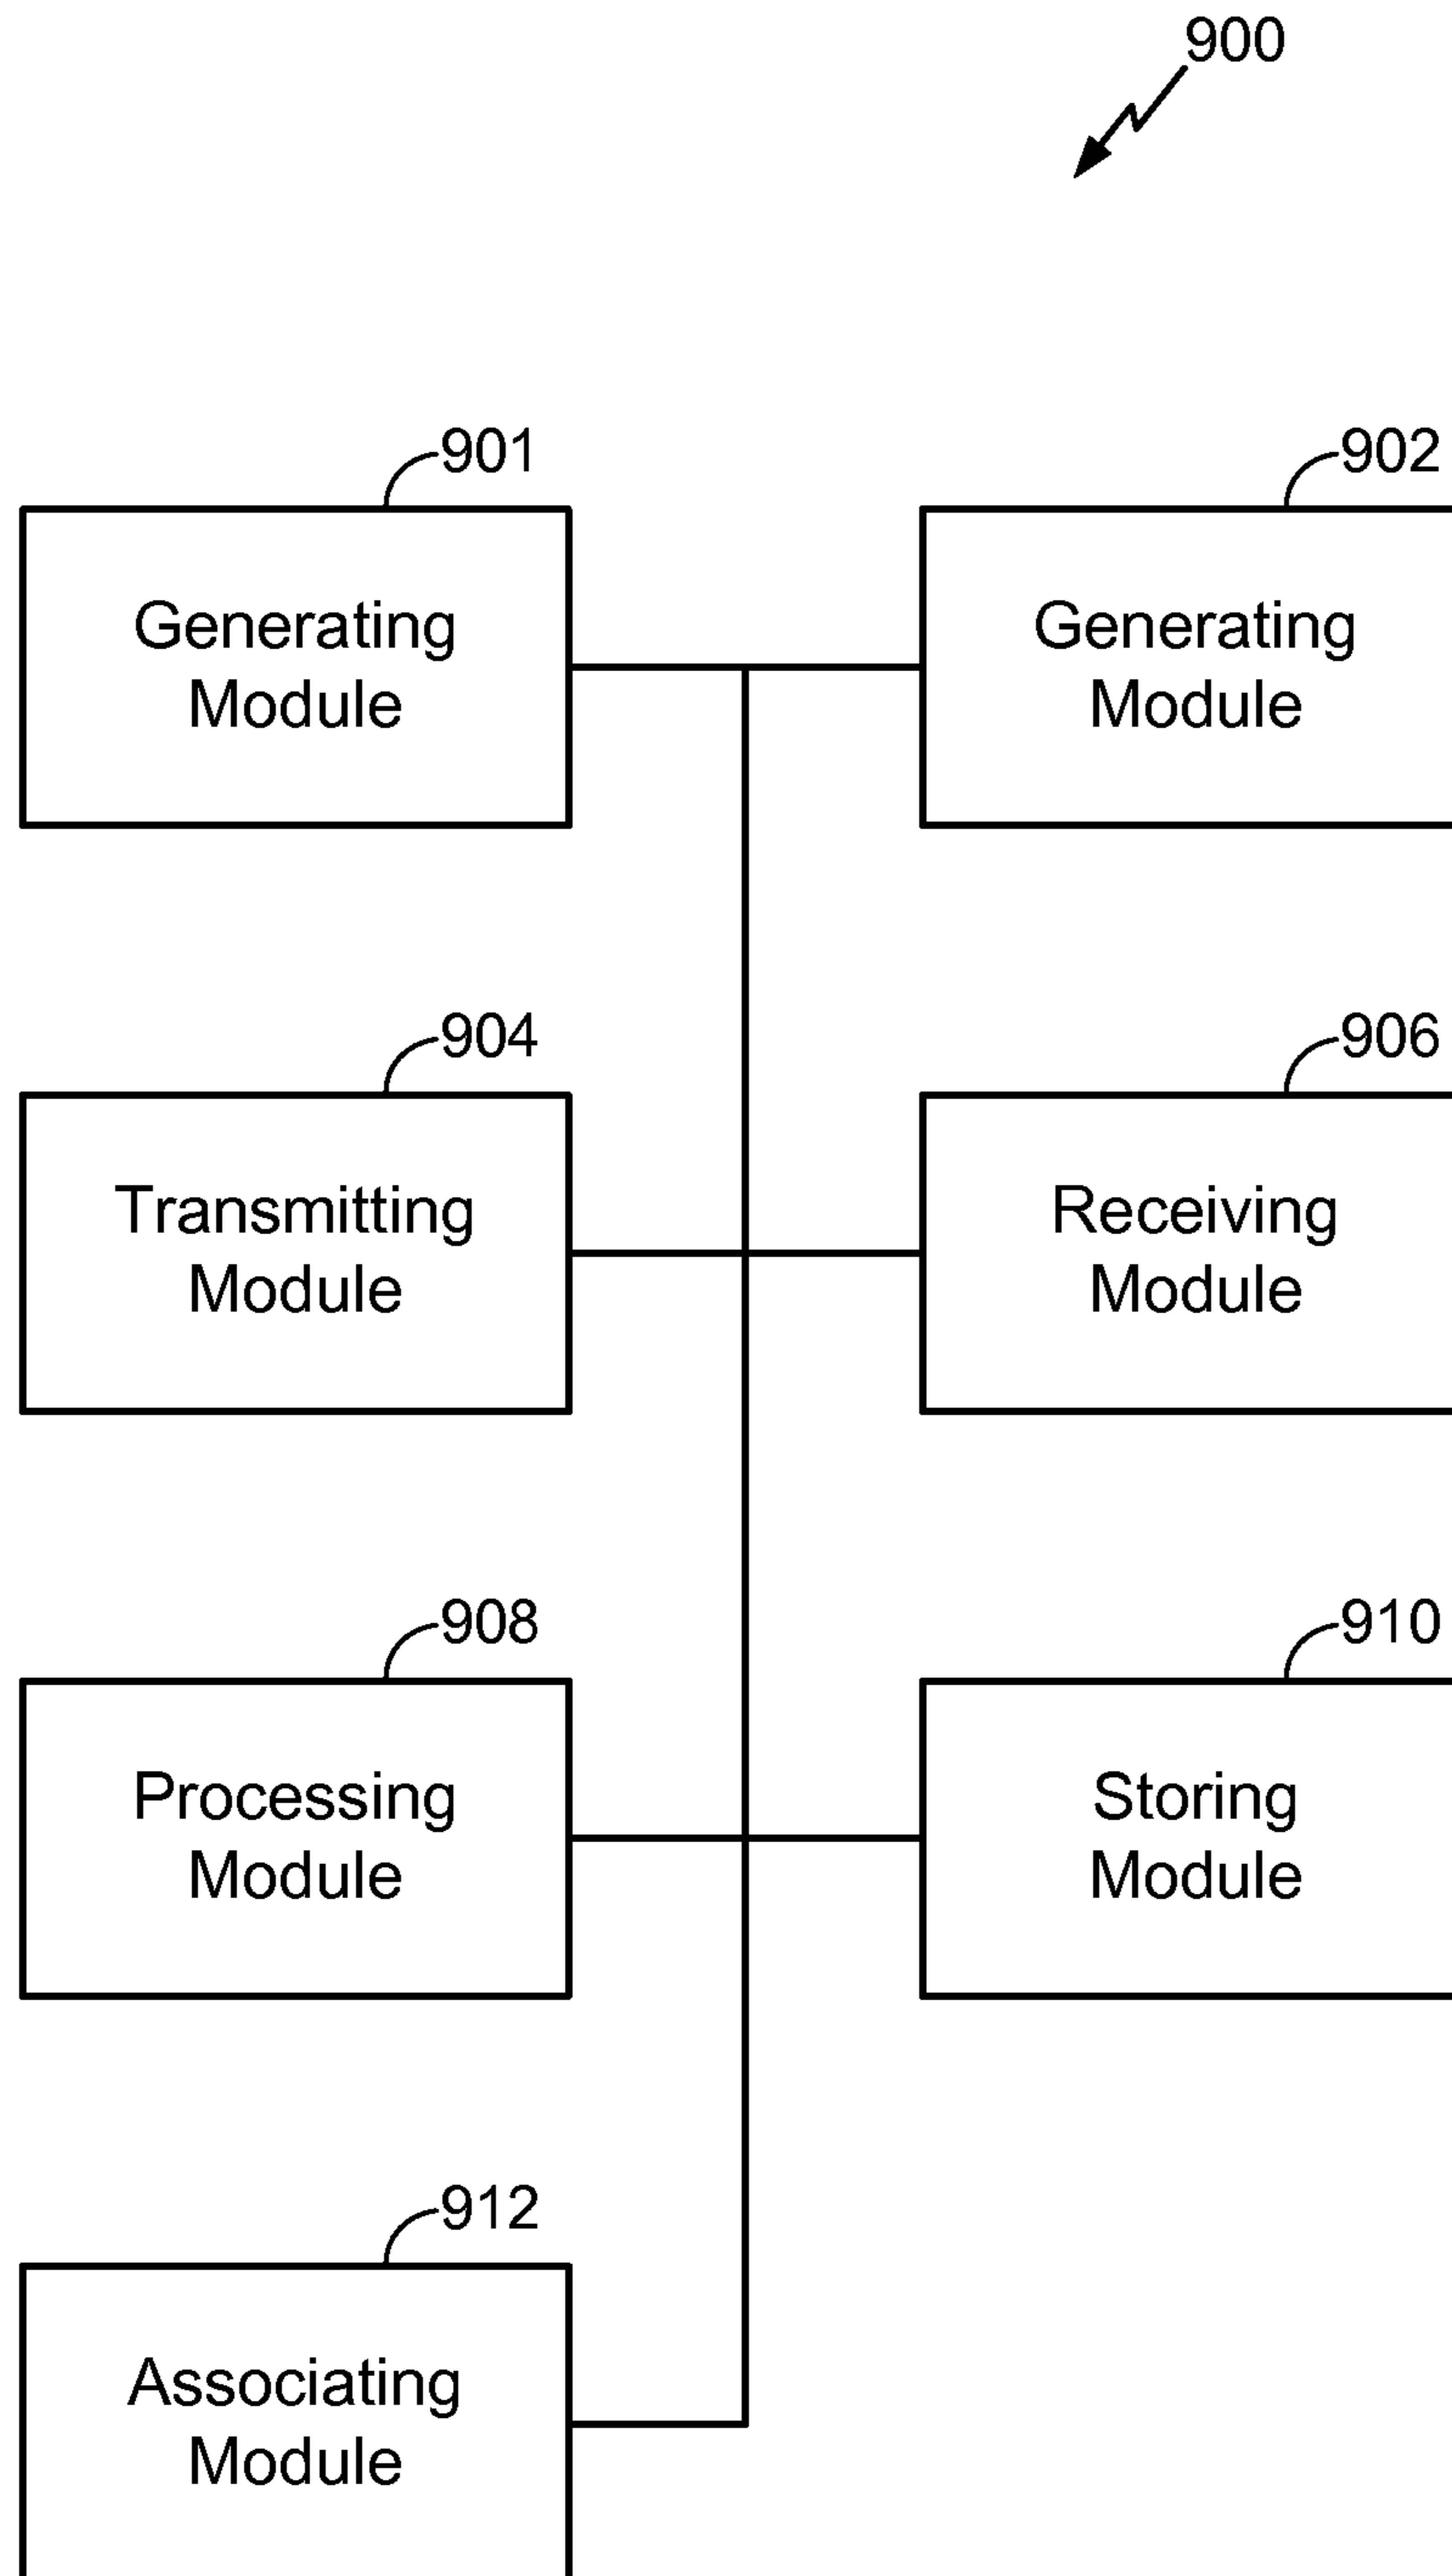 900
901
902
Generating
Module
Generating
Module
904
906
Transmitting
Module
Receiving
Module
908
910
Processing
Module
Storing
Module
912
Associating
Module